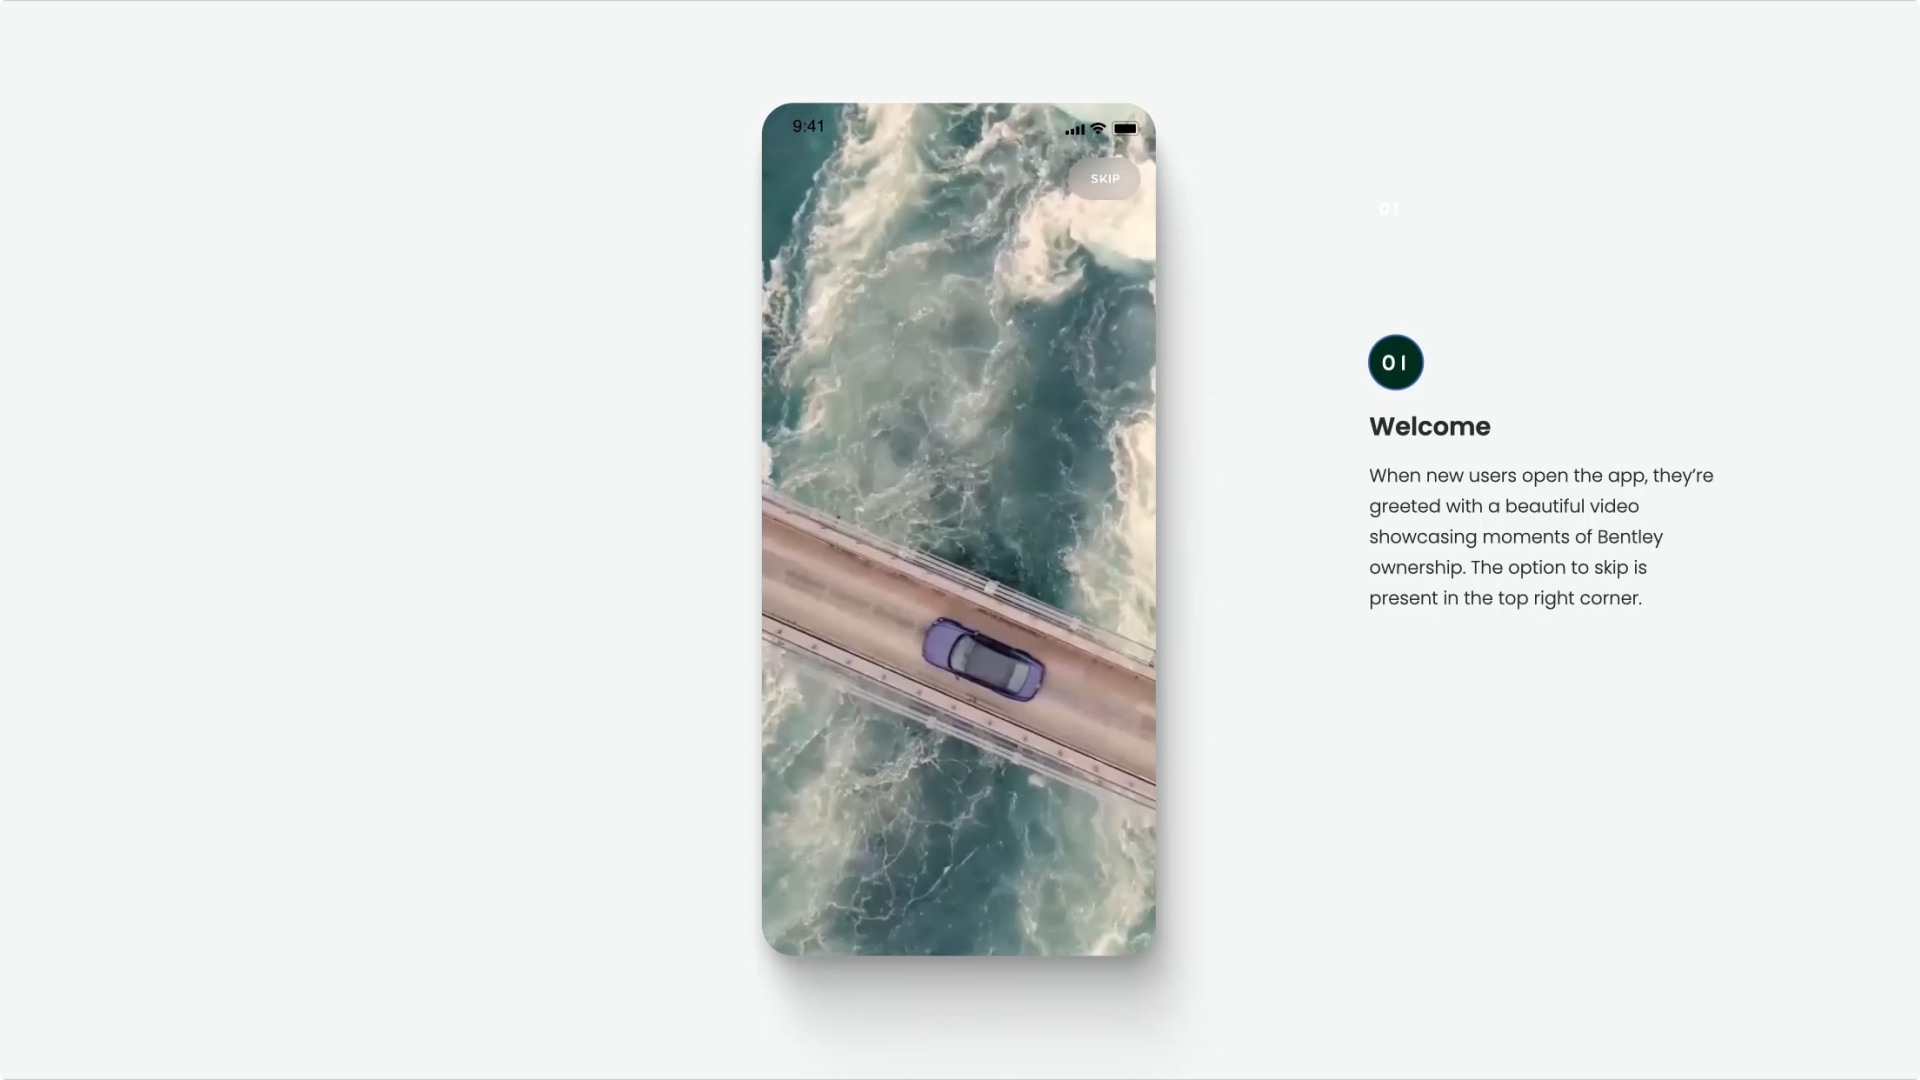 9:41
SKIP
01
01
Welcome
When new users open the app, they're
greeted with a beautiful video
showcasing moments of Bentley
ownership. The option to skip is
present in the top right corner.